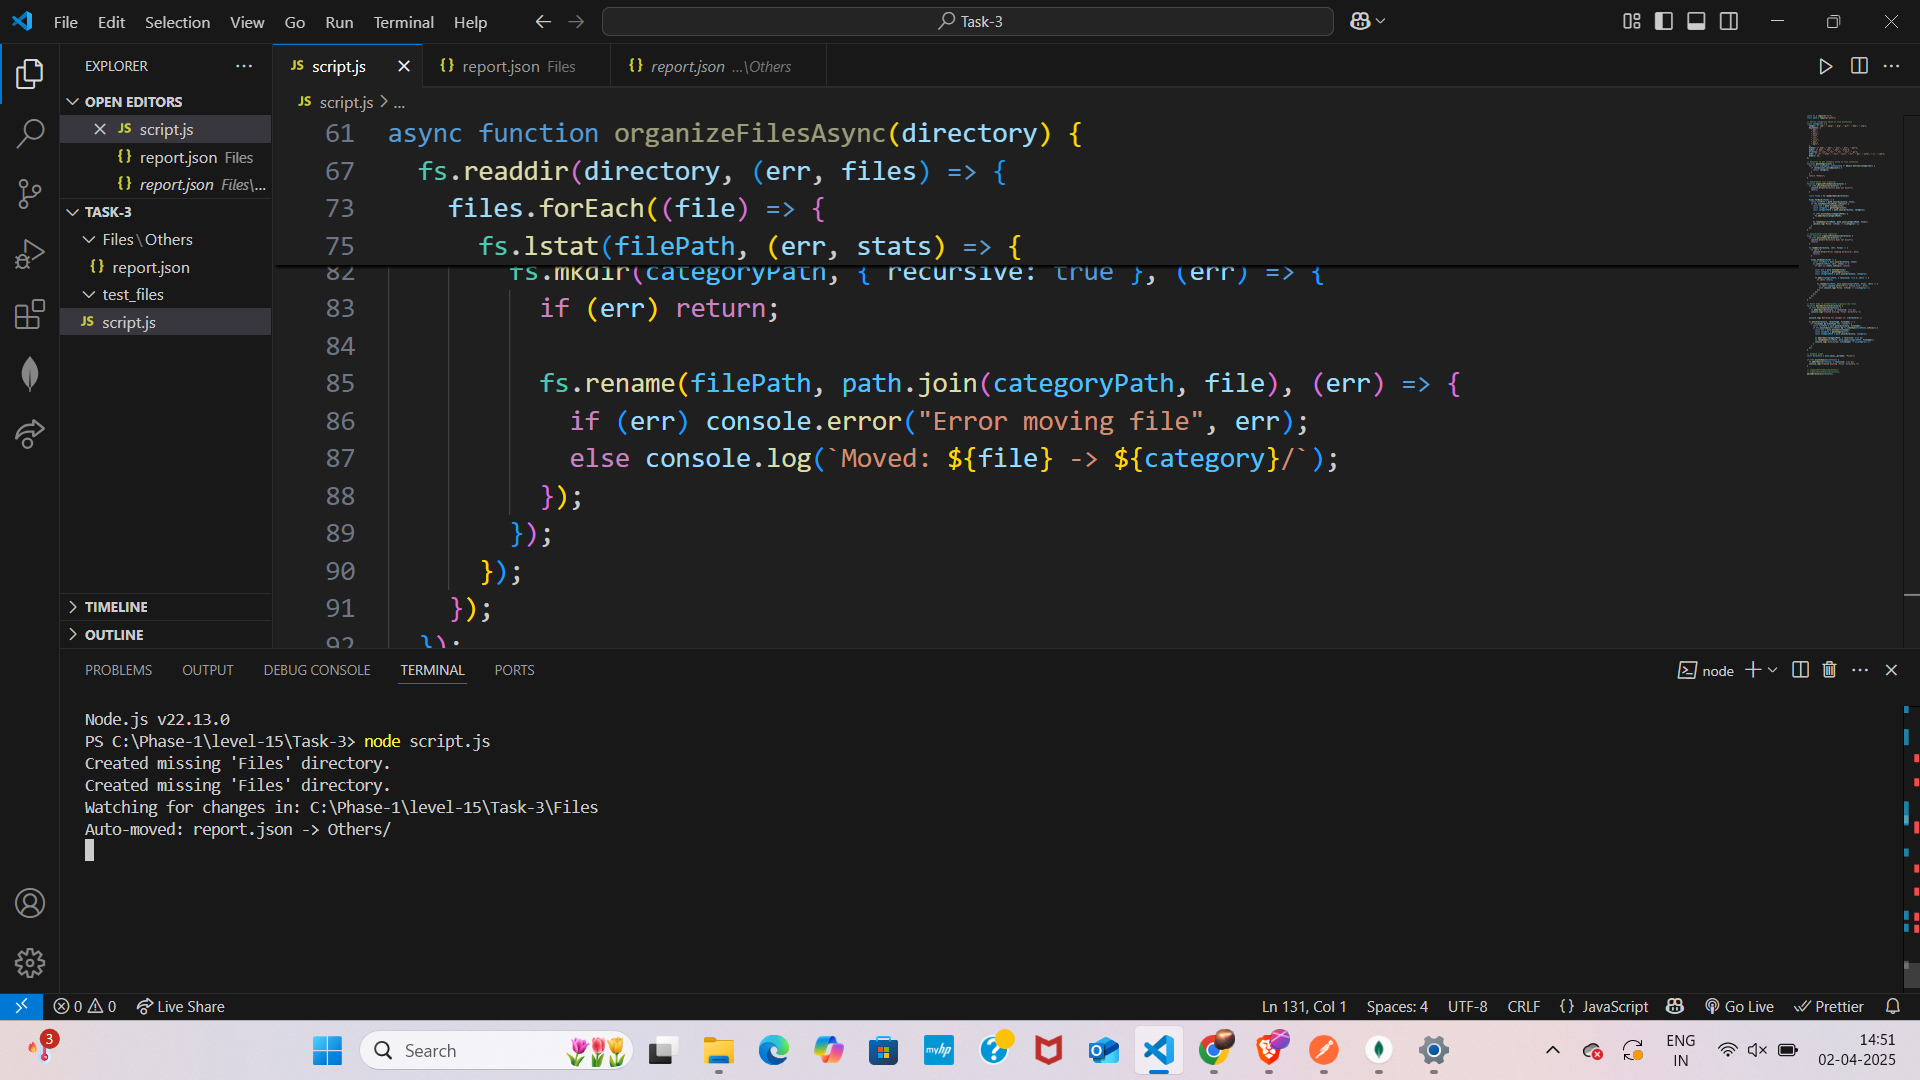 File Edit Selection View Go Run Terminal Help
Task-3
EXPLORER
OPEN EDITORS
JS script.js
{} report.json Files
{} report.json Files\...
TASK-3
Files\Others
{} report.json
test_files
JS script.js
TIMELINE
OUTLINE
JS script.js
{} report.json Files
{} report.json ...\Others
JS script.js > ...
61 async function organizeFilesAsync(directory) {
67 fs.readdir(directory, (err, files) => {
73 files.forEach((file) => {
75 fs.lstat(filePath, (err, stats) => {
82 fs.mkdir(categoryPath, { recursive: true }, (err) => {
83 if (err) return;
84
85 fs.rename(filePath, path.join(categoryPath, file), (err) => {
86 if (err) console.error("Error moving file", err);
87 else console.log(`Moved: ${file} -> ${category}/`);
88 });
89 });
90 });
91 });
92 });
PROBLEMS OUTPUT DEBUG CONSOLE TERMINAL PORTS
node
Node.js v22.13.0
PS C:\Phase-1\level-15\Task-3> node script.js
Created missing 'Files' directory.
Created missing 'Files' directory.
Watching for changes in: C:\Phase-1\level-15\Task-3\Files
Auto-moved: report.json -> Others/
0 0 Live Share
Ln 131, Col 1 Spaces: 4 UTF-8 CRLF {} JavaScript Go Live Prettier
3
Search
myhp
ENG
IN
14:51
02-04-2025